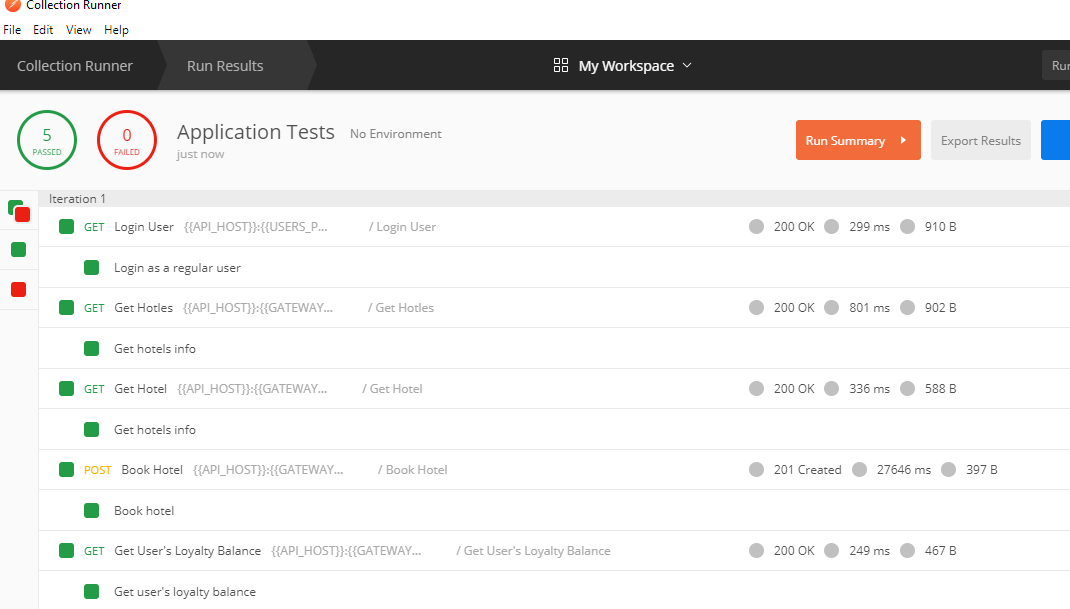 Collection Runner
File Edit View Help
Collection Runner Run Results My Workspace Run
5 PASSED 0 FAILED Application Tests No Environment
just now
Run Summary Export Results
Iteration 1
GET Login User {{API_HOST}}:{{USERS_P... / Login User 200 OK 299 ms 910 B
Login as a regular user
GET Get Hotles {{API_HOST}}:{{GATEWAY... / Get Hotles 200 OK 801 ms 902 B
Get hotels info
GET Get Hotel {{API_HOST}}:{{GATEWAY... / Get Hotel 200 OK 336 ms 588 B
Get hotels info
POST Book Hotel {{API_HOST}}:{{GATEWAY... / Book Hotel 201 Created 27646 ms 397 B
Book hotel
GET Get User's Loyalty Balance {{API_HOST}}:{{GATEWAY... / Get User's Loyalty Balance 200 OK 249 ms 467 B
Get user's loyalty balance